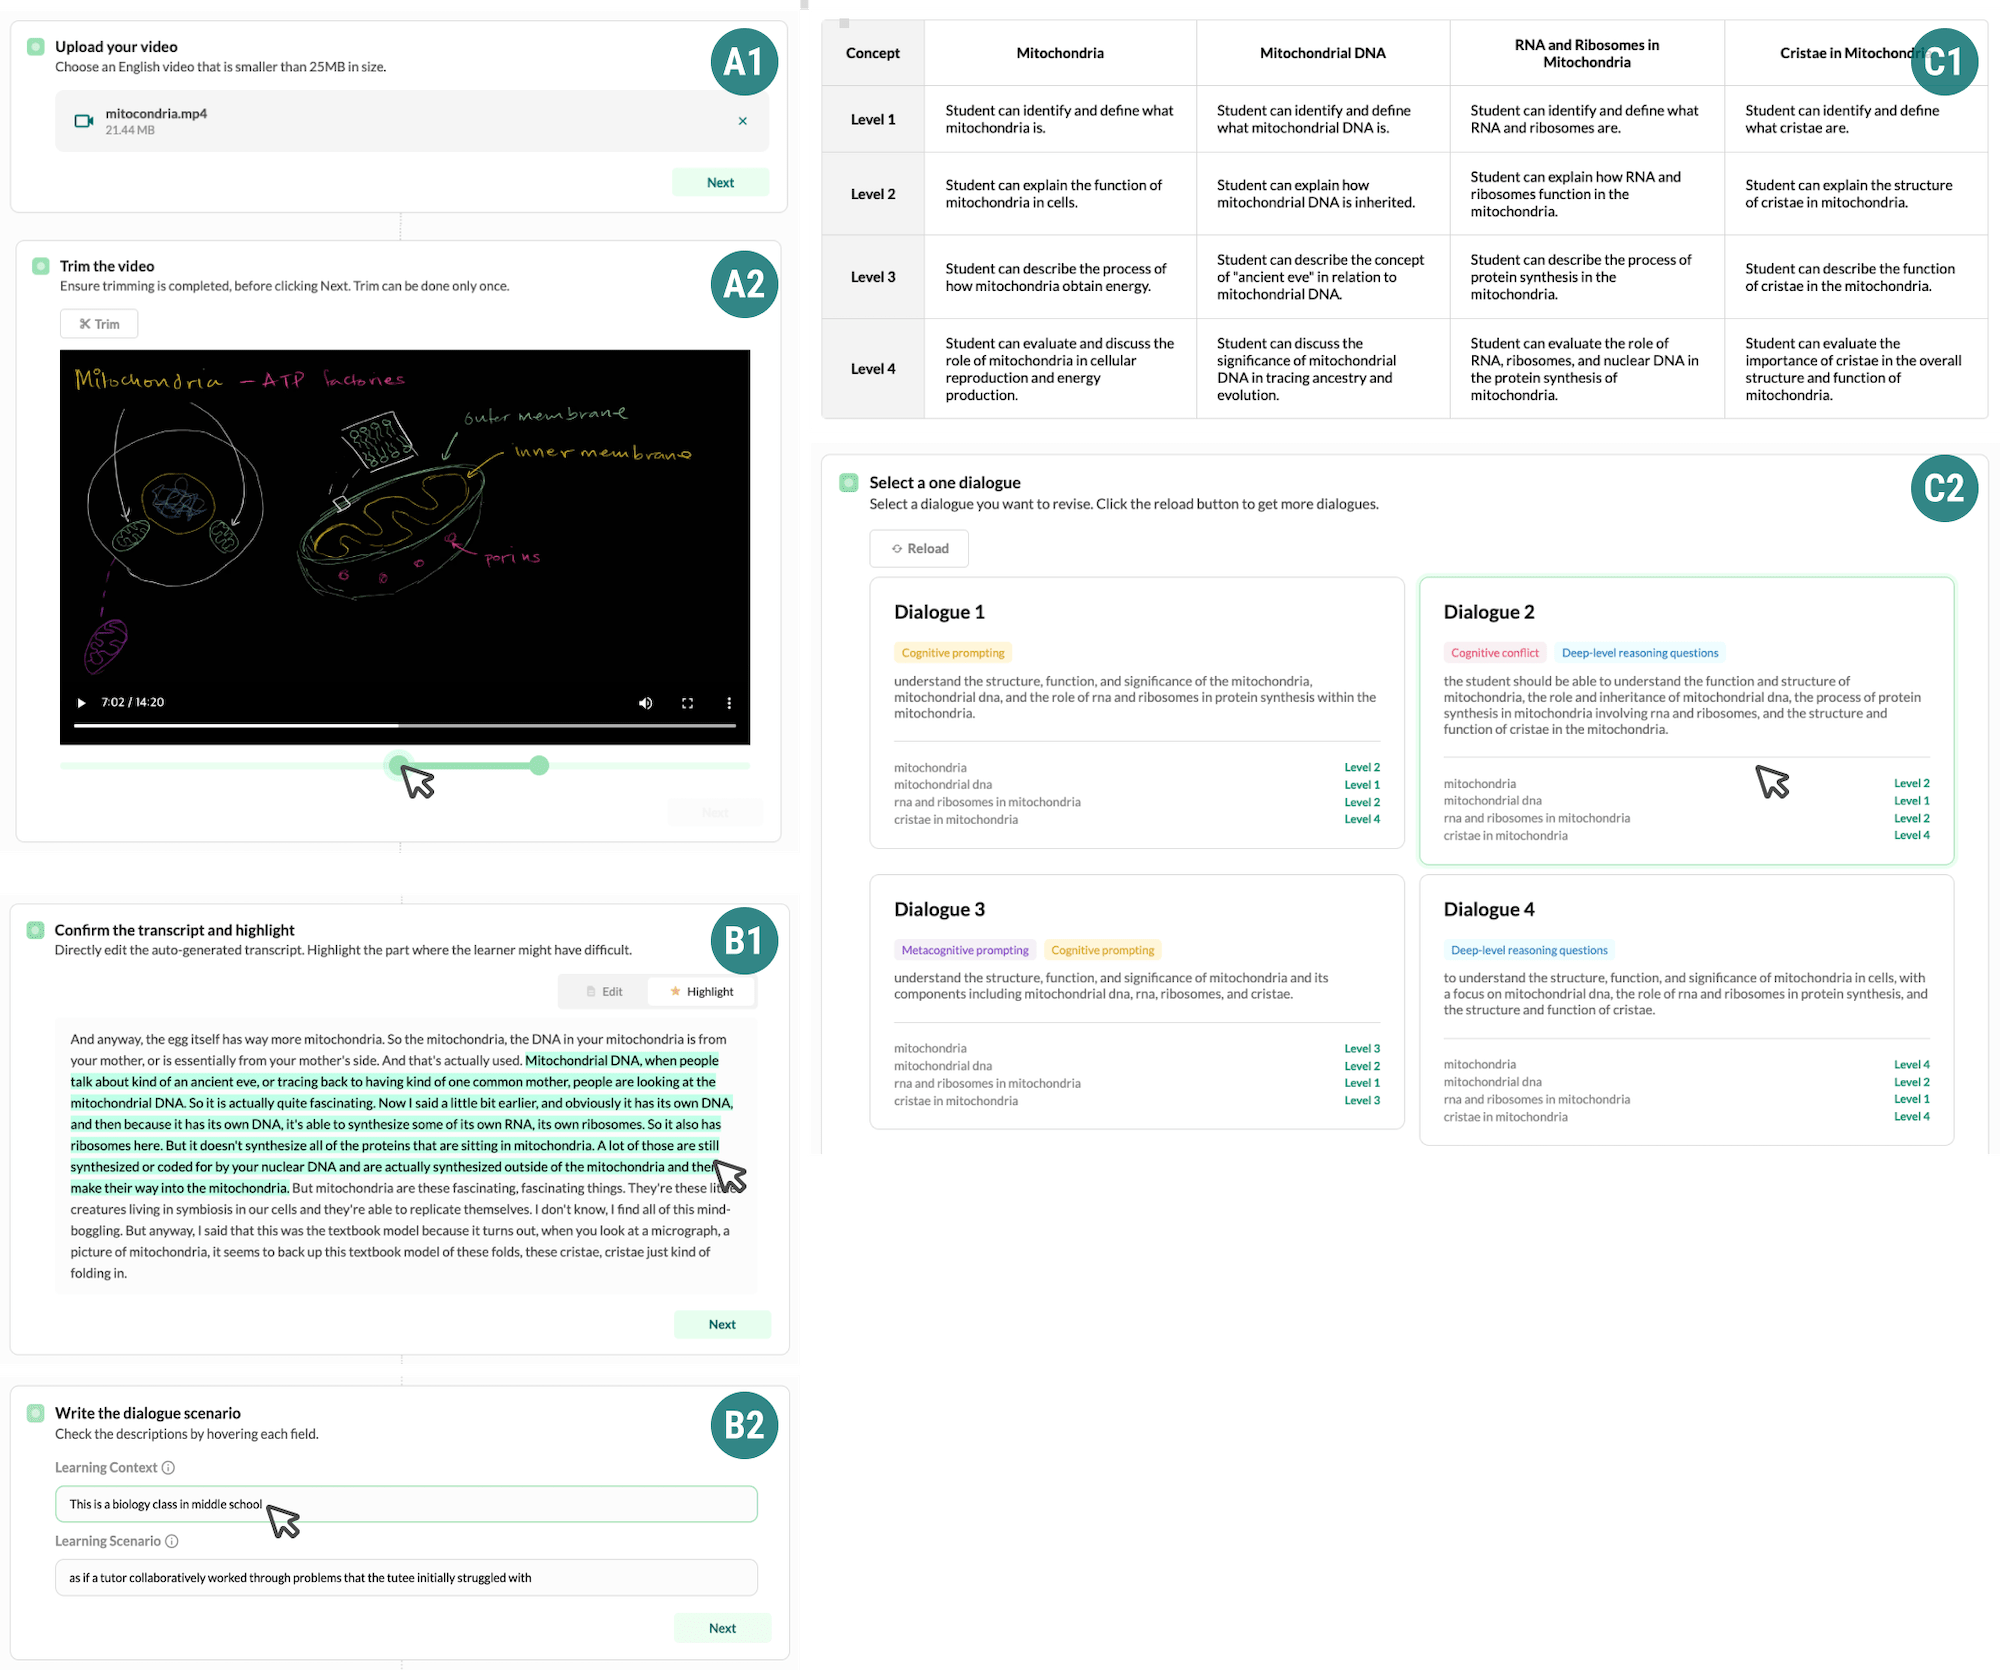 Upload your video
Choose an English video that is smaller than 25MB in size.
A1
mitocondria.mp4
21.44 MB
×
Next
Trim the video
Ensure trimming is completed, before clicking Next. Trim can be done only once.
A2
Trim
Mitochondria - ATP factories
outer membrane
inner membrane
porins
7:02 / 14:20
Next
Confirm the transcript and highlight
Directly edit the auto-generated transcript. Highlight the part where the learner might have difficult.
B1
Edit
Highlight
And anyway, the egg itself has way more mitochondria. So the mitochondria, the DNA in your mitochondria is from
your mother, or is essentially from your mother's side. And that's actually used. Mitochondrial DNA, when people
talk about kind of an ancient eve, or tracing back to having kind of one common mother, people are looking at the
mitochondrial DNA. So it is actually quite fascinating. Now I said a little bit earlier, and obviously it has its own DNA,
and then because it has its own DNA, it's able to synthesize some of its own RNA, its own ribosomes. So it also has
ribosomes here. But it doesn't synthesize all of the proteins that are sitting in mitochondria. A lot of those are still
synthesized or coded for by your nuclear DNA and are actually synthesized outside of the mitochondria and then
make their way into the mitochondria. But mitochondria are these fascinating, fascinating things. They're these little
creatures living in symbiosis in our cells and they're able to replicate themselves. I don't know, I find all of this mind-
boggling. But anyway, I said that this was the textbook model because it turns out, when you look at a micrograph, a
picture of mitochondria, it seems to back up this textbook model of these folds, these cristae, cristae just kind of
folding in.
Next
Write the dialogue scenario
Check the descriptions by hovering each field.
B2
Learning Context
This is a biology class in middle school
Learning Scenario
as if a tutor collaboratively worked through problems that the tutee initially struggled with
Next
C1
Concept
Mitochondria
Mitochondrial DNA
RNA and Ribosomes in
Mitochondria
Cristae in Mitochondria
Level 1
Student can identify and define what
mitochondria is.
Student can identify and define
what mitochondrial DNA is.
Student can identify and define what
RNA and ribosomes are.
Student can identify and define
what cristae are.
Level 2
Student can explain the function of
mitochondria in cells.
Student can explain how
mitochondrial DNA is inherited.
Student can explain how RNA and
ribosomes function in the
mitochondria.
Student can explain the structure
of cristae in mitochondria.
Level 3
Student can describe the process of
how mitochondria obtain energy.
Student can describe the concept
of "ancient eve" in relation to
mitochondrial DNA.
Student can describe the process of
protein synthesis in the
mitochondria.
Student can describe the function
of cristae in the mitochondria.
Level 4
Student can evaluate and discuss the
role of mitochondria in cellular
reproduction and energy
production.
Student can discuss the
significance of mitochondrial
DNA in tracing ancestry and
evolution.
Student can evaluate the role of
RNA, ribosomes, and nuclear DNA in
the protein synthesis of
mitochondria.
Student can evaluate the
importance of cristae in the overall
structure and function of
mitochondria.
C2
Select a one dialogue
Select a dialogue you want to revise. Click the reload button to get more dialogues.
Reload
Dialogue 1
Cognitive prompting
understand the structure, function, and significance of the mitochondria,
mitochondrial dna, and the role of rna and ribosomes in protein synthesis within the
mitochondria.
mitochondria Level 2
mitochondrial dna Level 1
rna and ribosomes in mitochondria Level 2
cristae in mitochondria Level 4
Dialogue 2
Cognitive conflict
Deep-level reasoning questions
the student should be able to understand the function and structure of
mitochondria, the role and inheritance of mitochondrial dna, the process of protein
synthesis in mitochondria involving rna and ribosomes, and the structure and
function of cristae in the mitochondria.
mitochondria Level 2
mitochondrial dna Level 1
rna and ribosomes in mitochondria Level 2
cristae in mitochondria Level 4
Dialogue 3
Metacognitive prompting
Cognitive prompting
understand the structure, function, and significance of mitochondria and its
components including mitochondrial dna, rna, ribosomes, and cristae.
mitochondria Level 3
mitochondrial dna Level 2
rna and ribosomes in mitochondria Level 1
cristae in mitochondria Level 3
Dialogue 4
Deep-level reasoning questions
to understand the structure, function, and significance of mitochondria in cells, with
a focus on mitochondrial dna, the role of rna and ribosomes in protein synthesis, and
the structure and function of cristae.
mitochondria Level 4
mitochondrial dna Level 2
rna and ribosomes in mitochondria Level 1
cristae in mitochondria Level 4